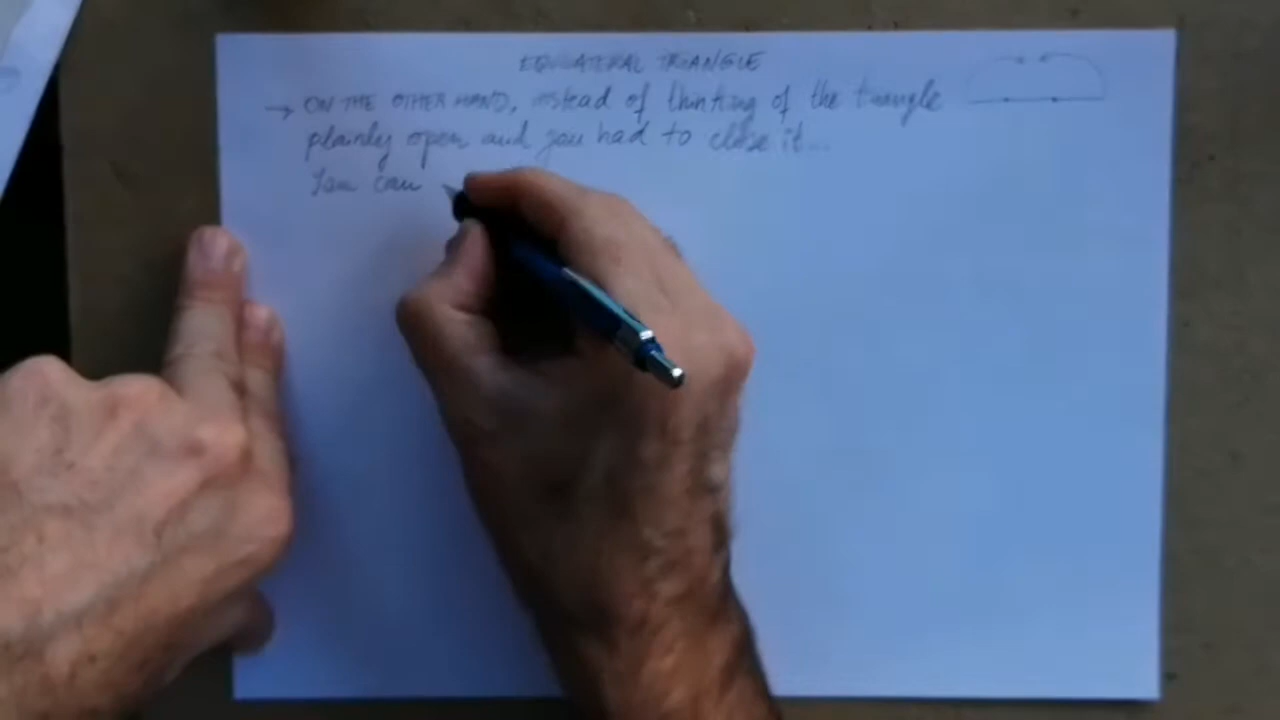 EQUILATERAL TRIANGLE
→ ON THE OTHER HAND, instead of thinking of the triangle
plainly open and you had to close it...
You can